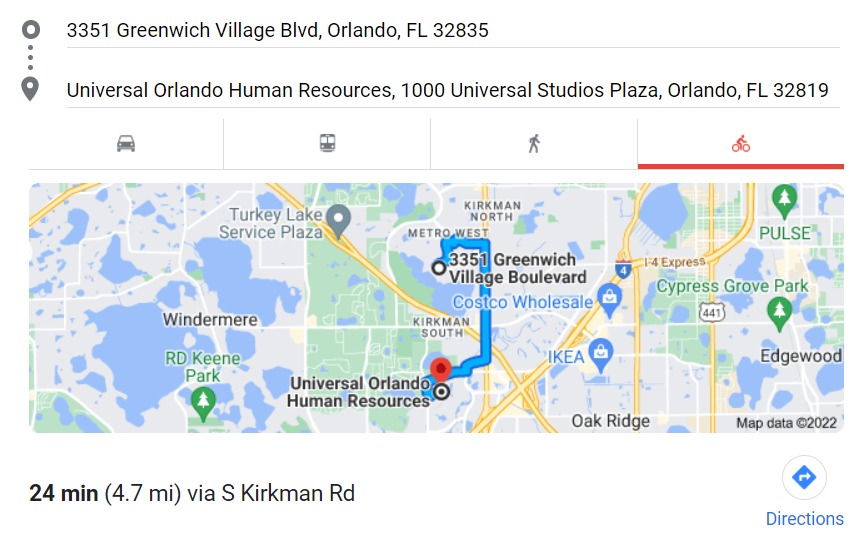 3351 Greenwich Village Blvd, Orlando, FL 32835
Universal Orlando Human Resources, 1000 Universal Studios Plaza, Orlando, FL 32819
KIRKMAN
NORTH
Turkey Lake
Service Plaza
METRO WEST
PULSE
3351 Greenwich
Village Boulevard
4
I-4 Express
Costco Wholesale
Cypress Grove Park
441
Windermere
KIRKMAN
SOUTH
RD Keene
Park
IKEA
Edgewood
Universal Orlando
Human Resources
Oak Ridge
Map data ©2022
24 min (4.7 mi) via S Kirkman Rd
Directions